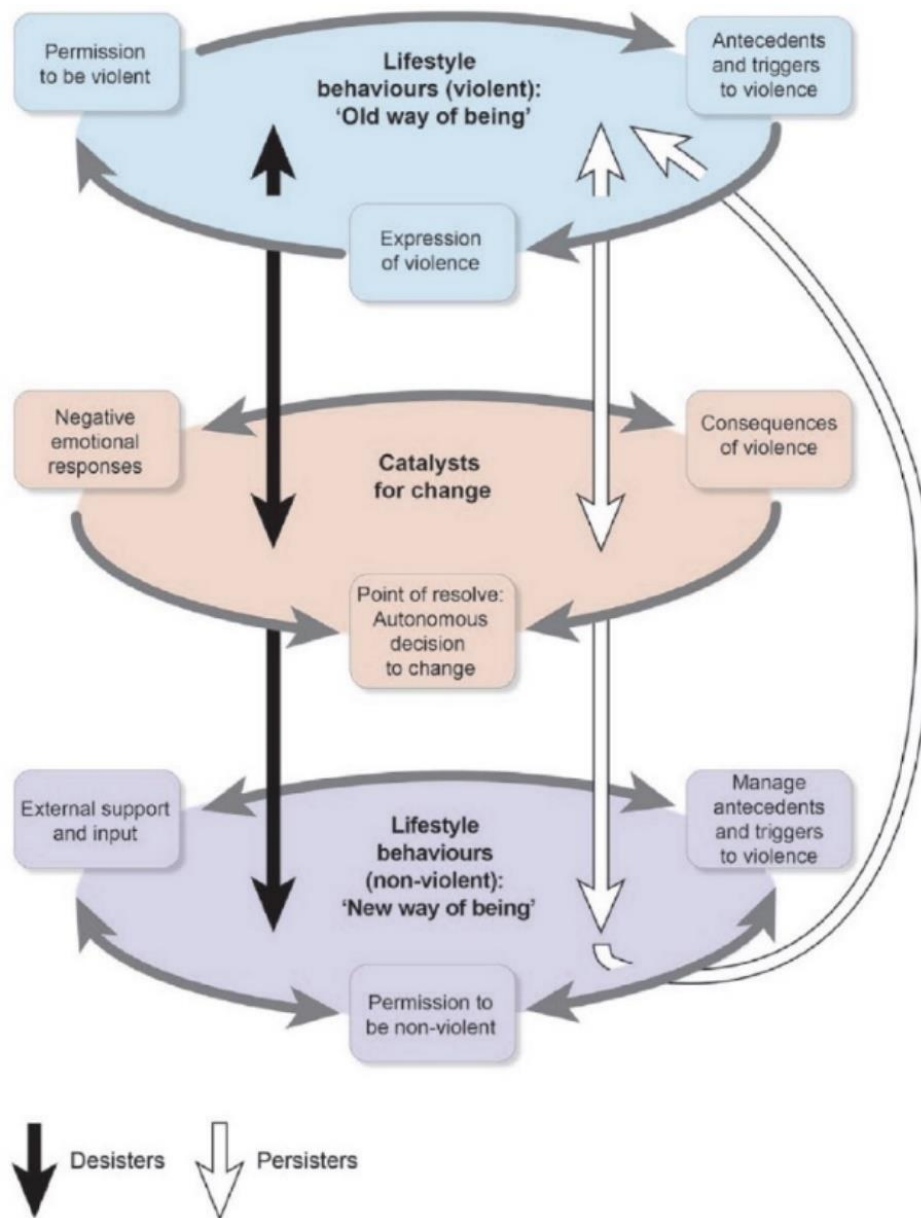 Permission
to be violent
Lifestyle
behaviours (violent):
‘Old way of being’
Antecedents
and triggers
to violence
Expression
of violence
Negative
emotional
responses
Catalysts
for change
Consequences
of violence
Point of resolve:
Autonomous
decision
to change
External support
and input
Lifestyle
behaviours
(non-violent):
‘New way of being’
Manage
antecedents
and triggers
to violence
Permission to
be non-violent
Desisters
Persisters